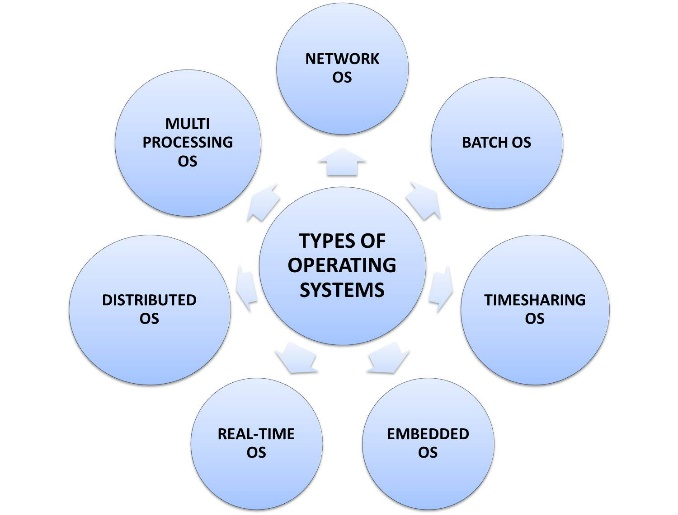 NETWORK
OS
BATCH OS
TIMESHARING
OS
EMBEDDED
OS
REAL-TIME
OS
DISTRIBUTED
OS
MULTI
PROCESSING
OS
TYPES OF
OPERATING
SYSTEMS